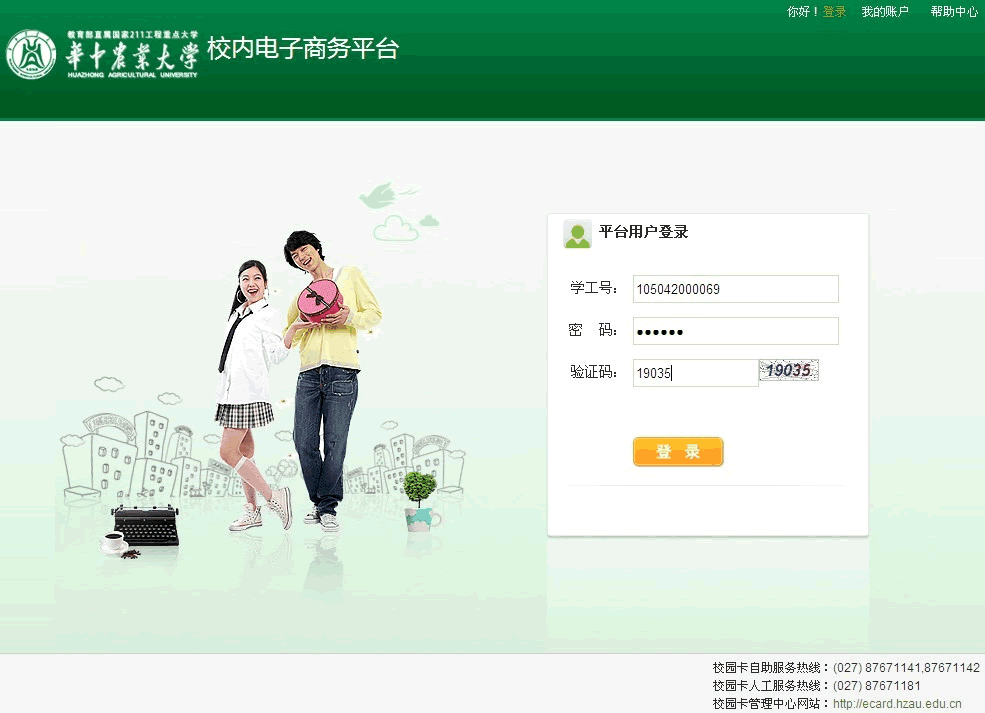 你好！登录 我的账户 帮助中心
教育部直属国家211工程重点大学
華中农业大学
HUAZHONG AGRICULTURAL UNIVERSITY
校内电子商务平台
平台用户登录
学工号： 105042000069
密 码： ••••••
验证码： 19035 19035
登 录
校园卡自助服务热线：(027) 87671141,87671142
校园卡人工服务热线：(027) 87671181
校园卡管理中心网站：http://ecard.hzau.edu.cn